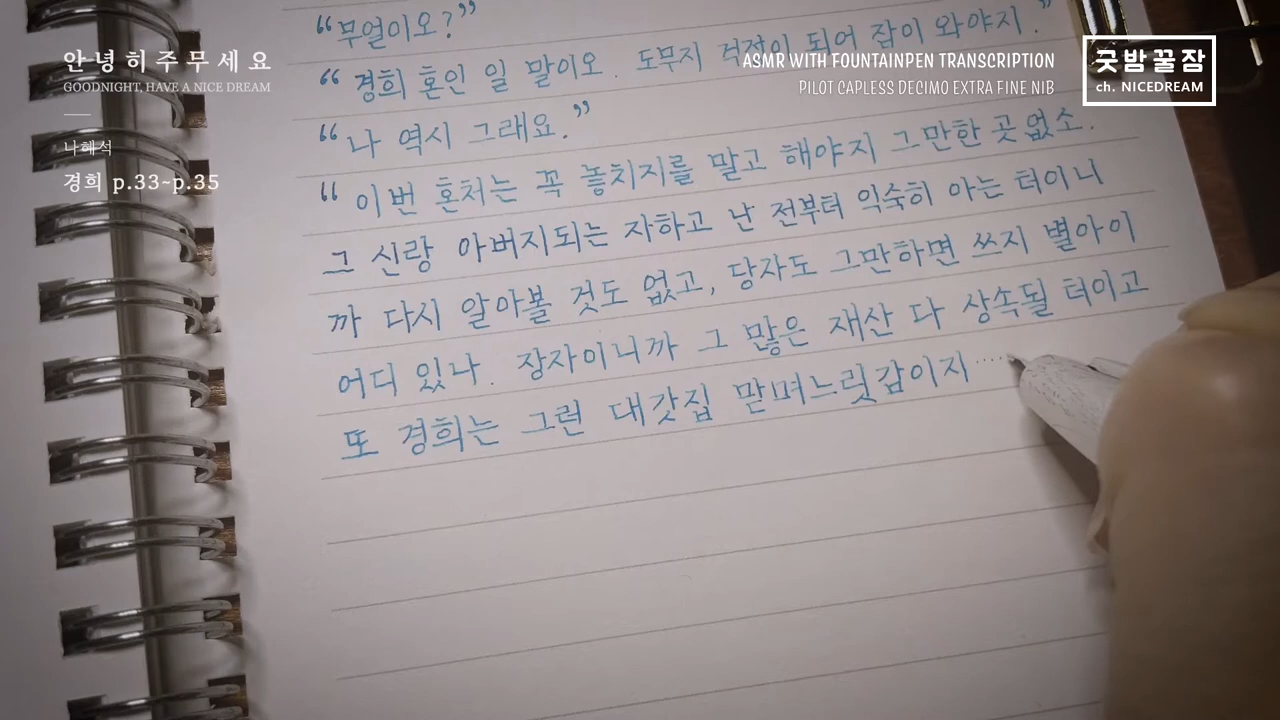 안녕히주무세요
GOODNIGHT, HAVE A NICE DREAM
나혜석
경희 p.33~p.35
ASMR WITH FOUNTAINPEN TRANSCRIPTION
PILOT CAPLESS DECIMO EXTRA FINE NIB
굿밤꿀잠
ch. NICEDREAM
“무얼이오?”
“경희 혼인 일 말이오. 도무지 걱정이 되어 잠이 와야지.”
“나 역시 그래요.”
“이번 혼처는 꼭 놓치지를 말고 해야지 그만한 곳 없소.
그 신랑 아버지되는 자하고 난 전부터 익숙히 아는 터이니
까 다시 알아볼 것도 없고, 당자도 그만하면 쓰지 별아이
어디 있나. 장자이니까 그 많은 재산 다 상속될 터이고
또 경희는 그런 대갓집 맏며느릿감이지……